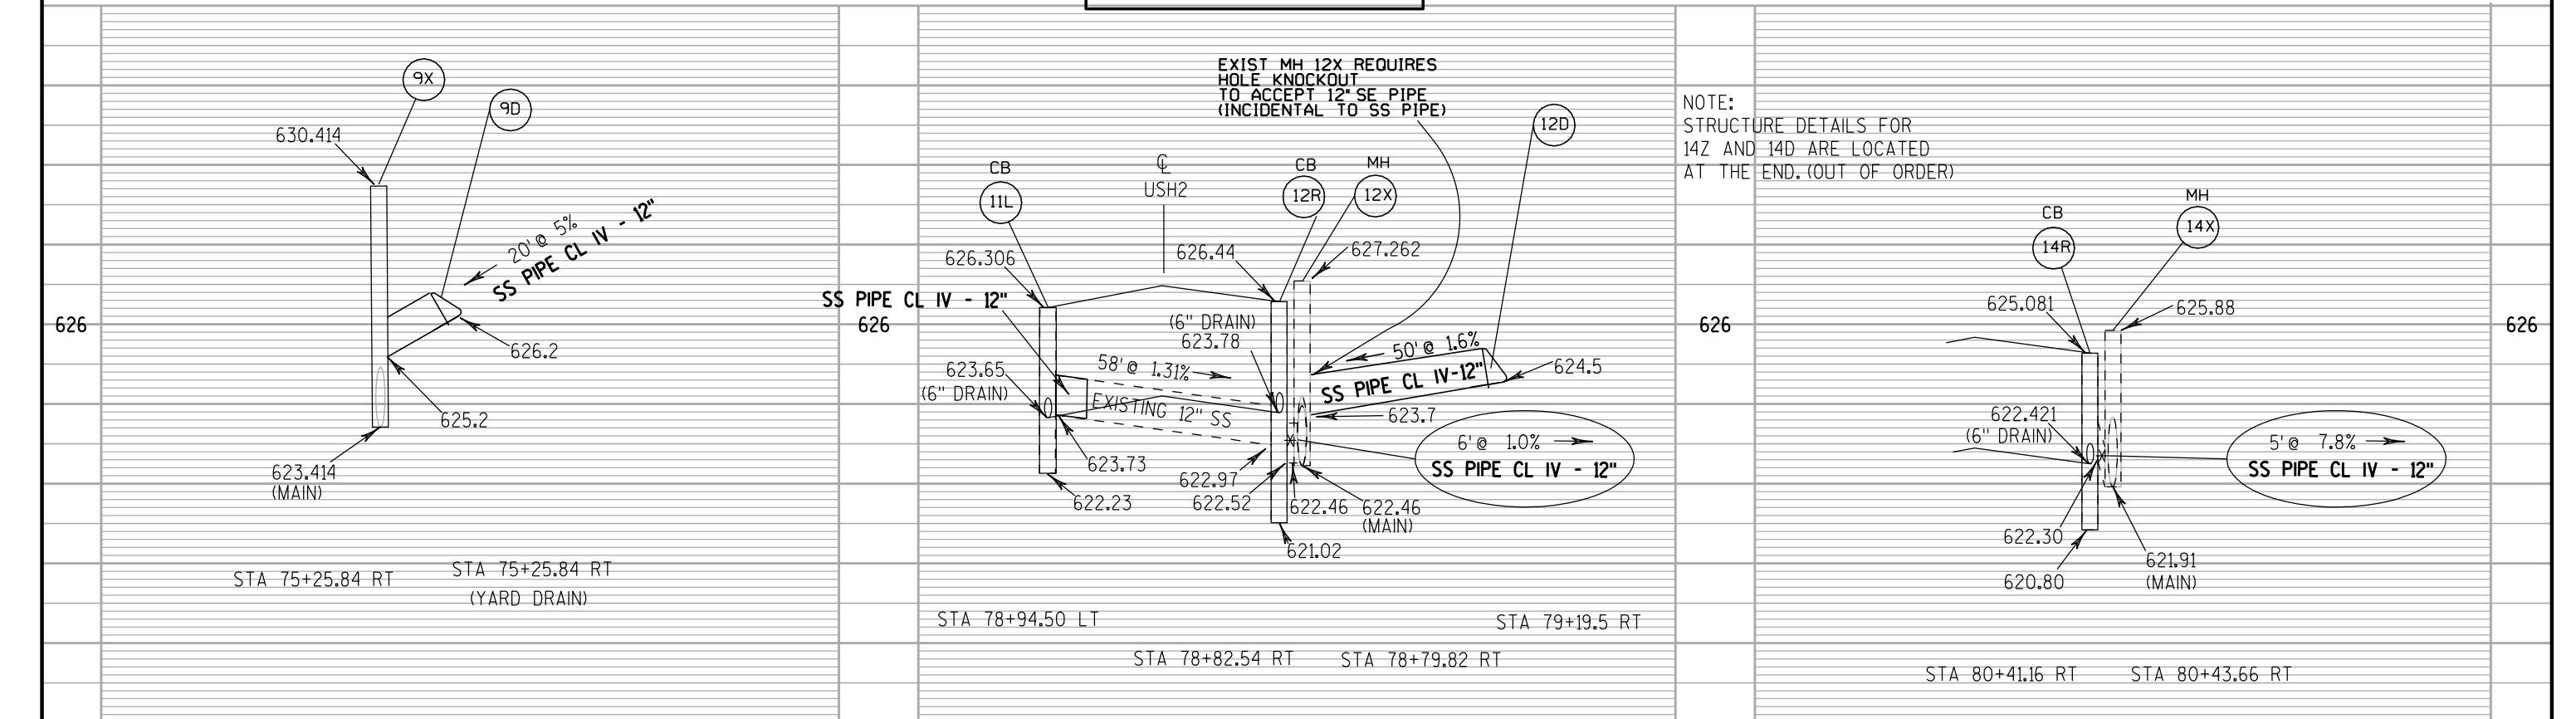 9X
9D
630.414
20' @ 5%
SS PIPE CL IV - 12"
626
626.2
625.2
623.414
(MAIN)
STA 75+25.84 RT
STA 75+25.84 RT
(YARD DRAIN)
EXIST MH 12X REQUIRES
HOLE KNOCKOUT
TO ACCEPT 12" SE PIPE
(INCIDENTAL TO SS PIPE)
12D
CB
11L
℄
USH2
CB
12R
MH
12X
626.306
626.44
627.262
SS PIPE CL IV - 12"
626
(6" DRAIN)
623.78
623.65
(6" DRAIN)
58' @ 1.31%
EXISTING 12" SS
50' @ 1.6%
SS PIPE CL IV-12"
624.5
623.7
6' @ 1.0%
SS PIPE CL IV - 12"
623.73
622.97
622.23
622.52
622.46
622.46
(MAIN)
621.02
STA 78+94.50 LT
STA 79+19.5 RT
STA 78+82.54 RT
STA 78+79.82 RT
NOTE:
STRUCTURE DETAILS FOR
14Z AND 14D ARE LOCATED
AT THE END. (OUT OF ORDER)
626
CB
14R
MH
14X
625.081
625.88
626
622.421
(6" DRAIN)
5' @ 7.8%
SS PIPE CL IV - 12"
622.30
620.80
621.91
(MAIN)
STA 80+41.16 RT
STA 80+43.66 RT